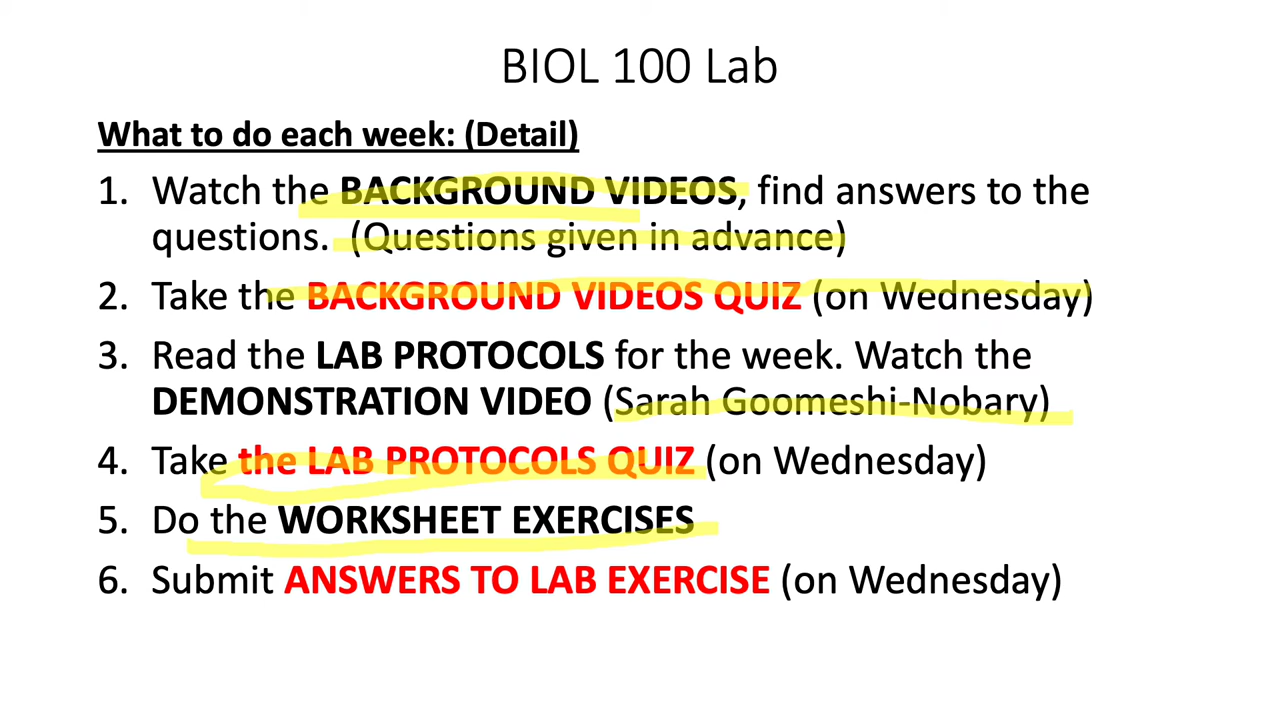 BIOL 100 Lab
What to do each week: (Detail)
1. Watch the BACKGROUND VIDEOS, find answers to the
questions. (Questions given in advance)
2. Take the BACKGROUND VIDEOS QUIZ (on Wednesday)
3. Read the LAB PROTOCOLS for the week. Watch the
DEMONSTRATION VIDEO (Sarah Goomeshi-Nobary)
4. Take the LAB PROTOCOLS QUIZ (on Wednesday)
5. Do the WORKSHEET EXERCISES
6. Submit ANSWERS TO LAB EXERCISE (on Wednesday)